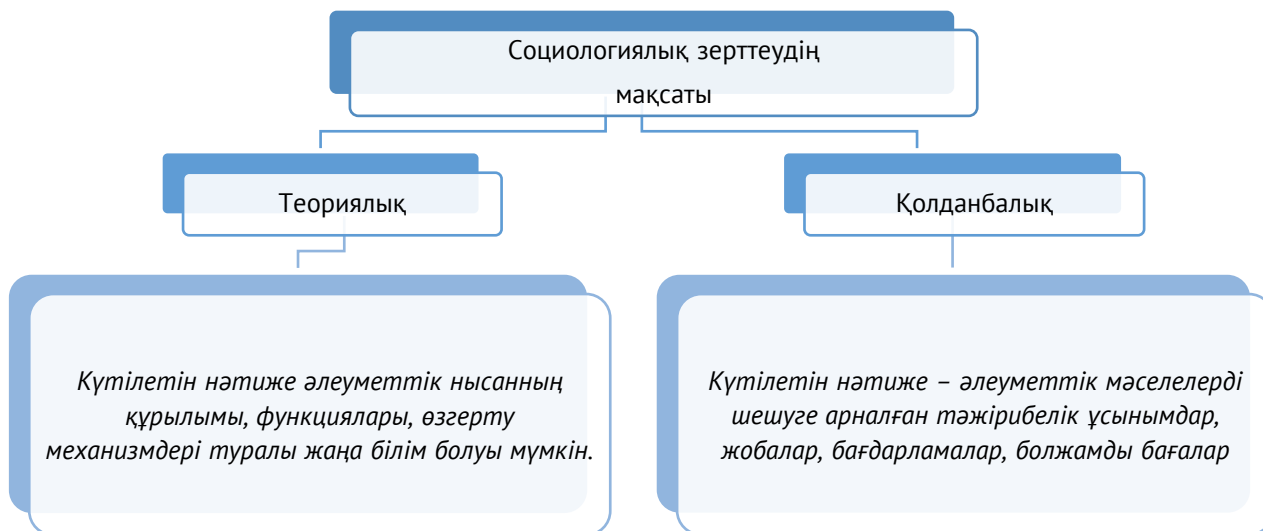 Социологиялық зерттеудің
мақсаты
Теориялық
Қолданбалық
Күтілетін нәтиже әлеуметтік нысанның
құрылымы, функциялары, өзгерту
механизмдері туралы жаңа білім болуы мүмкін.
Күтілетін нәтиже – әлеуметтік мәселелерді
шешуге арналған тәжірибелік ұсынымдар,
жобалар, бағдарламалар, болжамды бағалар